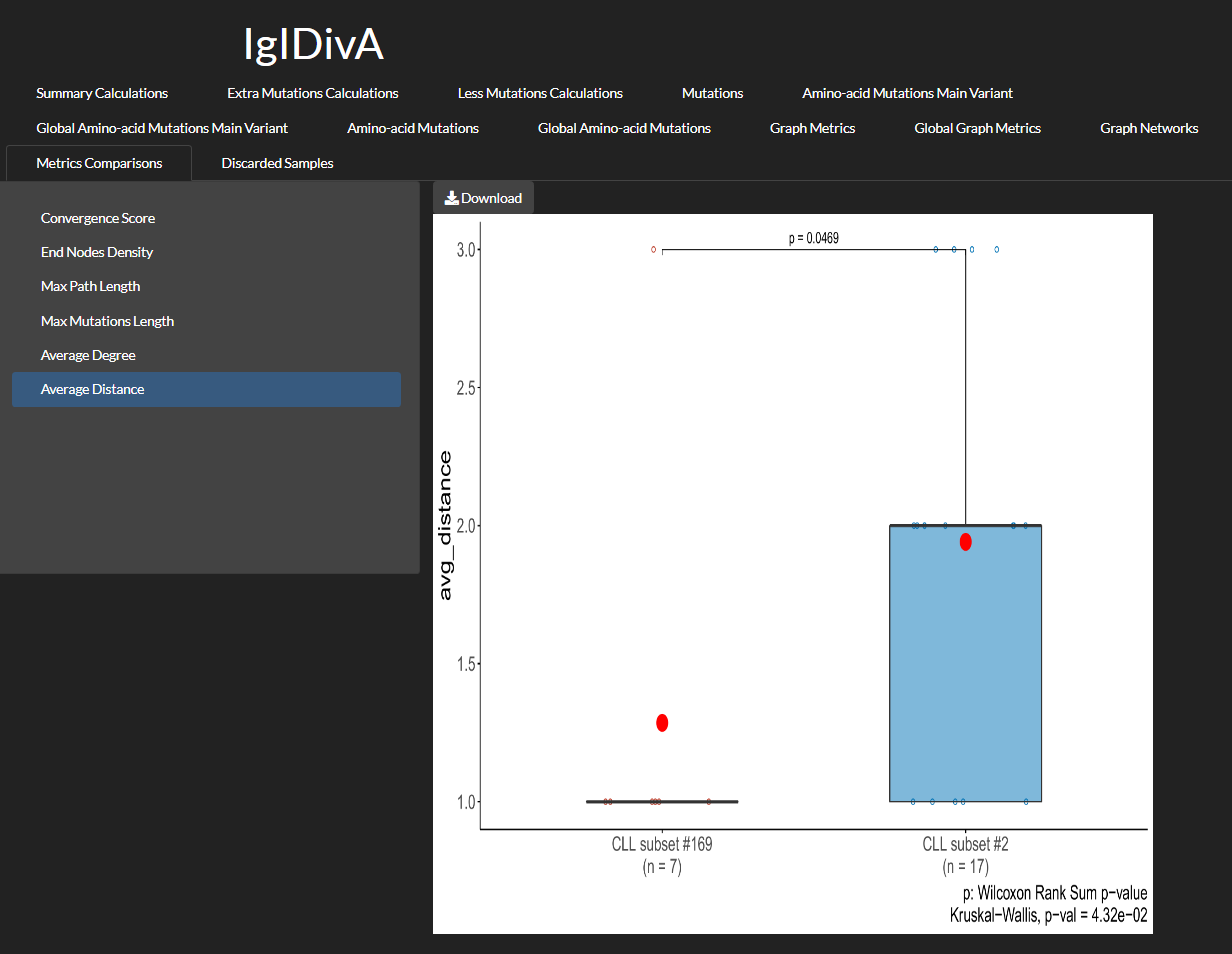 IgIDivA
Summary Calculations Extra Mutations Calculations Less Mutations Calculations Mutations Amino-acid Mutations Main Variant
Global Amino-acid Mutations Main Variant Amino-acid Mutations Global Amino-acid Mutations Graph Metrics Global Graph Metrics Graph Networks
Metrics Comparisons Discarded Samples
Convergence Score
End Nodes Density
Max Path Length
Max Mutations Length
Average Degree
Average Distance
Download
p = 0.0469
3.0
2.5
2.0
1.5
1.0
avg_distance
CLL subset #169
(n = 7)
CLL subset #2
(n = 17)
p: Wilcoxon Rank Sum p−value
Kruskal−Wallis, p−val = 4.32e−02